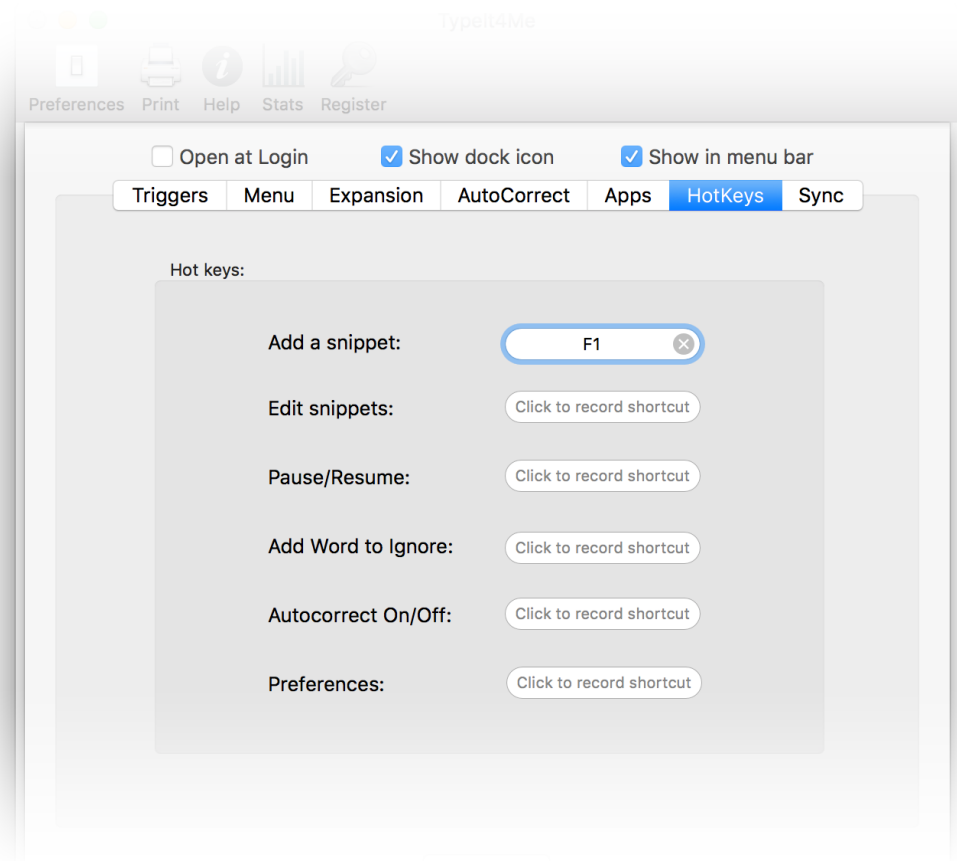 TypeIt4Me
Preferences Print Help Stats Register
Open at Login Show dock icon Show in menu bar
Triggers Menu Expansion AutoCorrect Apps HotKeys Sync
Hot keys:
Add a snippet: F1
Edit snippets: Click to record shortcut
Pause/Resume: Click to record shortcut
Add Word to Ignore: Click to record shortcut
Autocorrect On/Off: Click to record shortcut
Preferences: Click to record shortcut